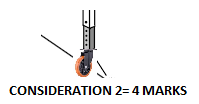 CONSIDERATION 2= 4 MARKS